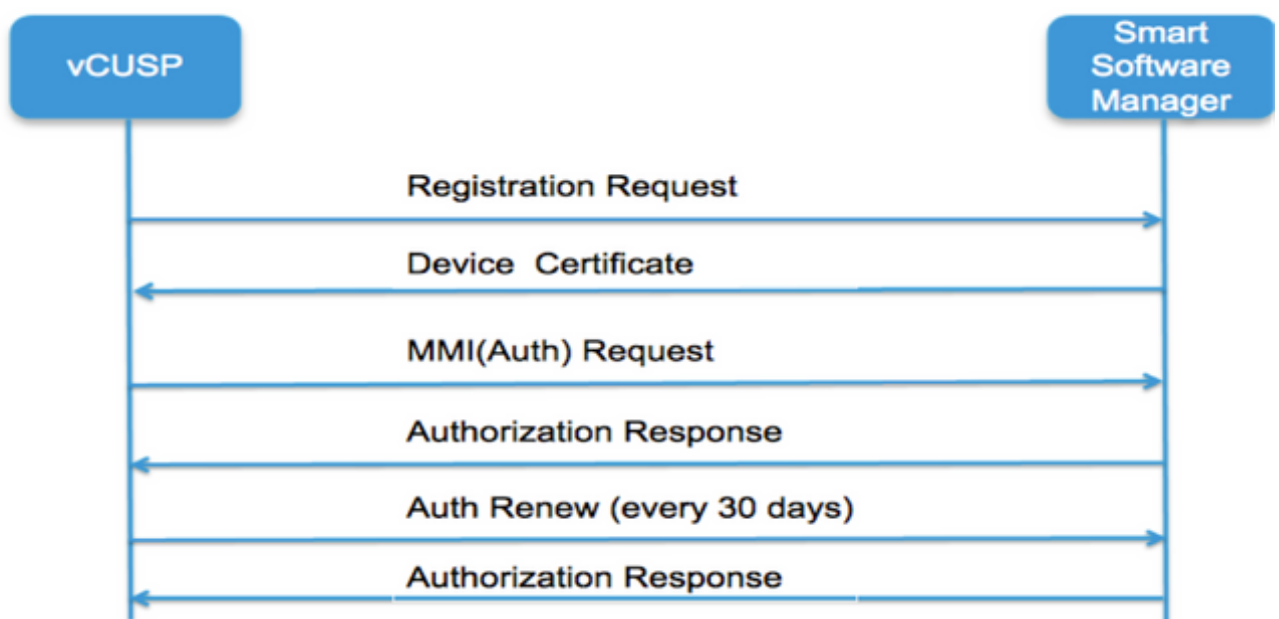 vCUSP
Smart
Software
Manager
Registration Request
Device Certificate
MMI(Auth) Request
Authorization Response
Auth Renew (every 30 days)
Authorization Response